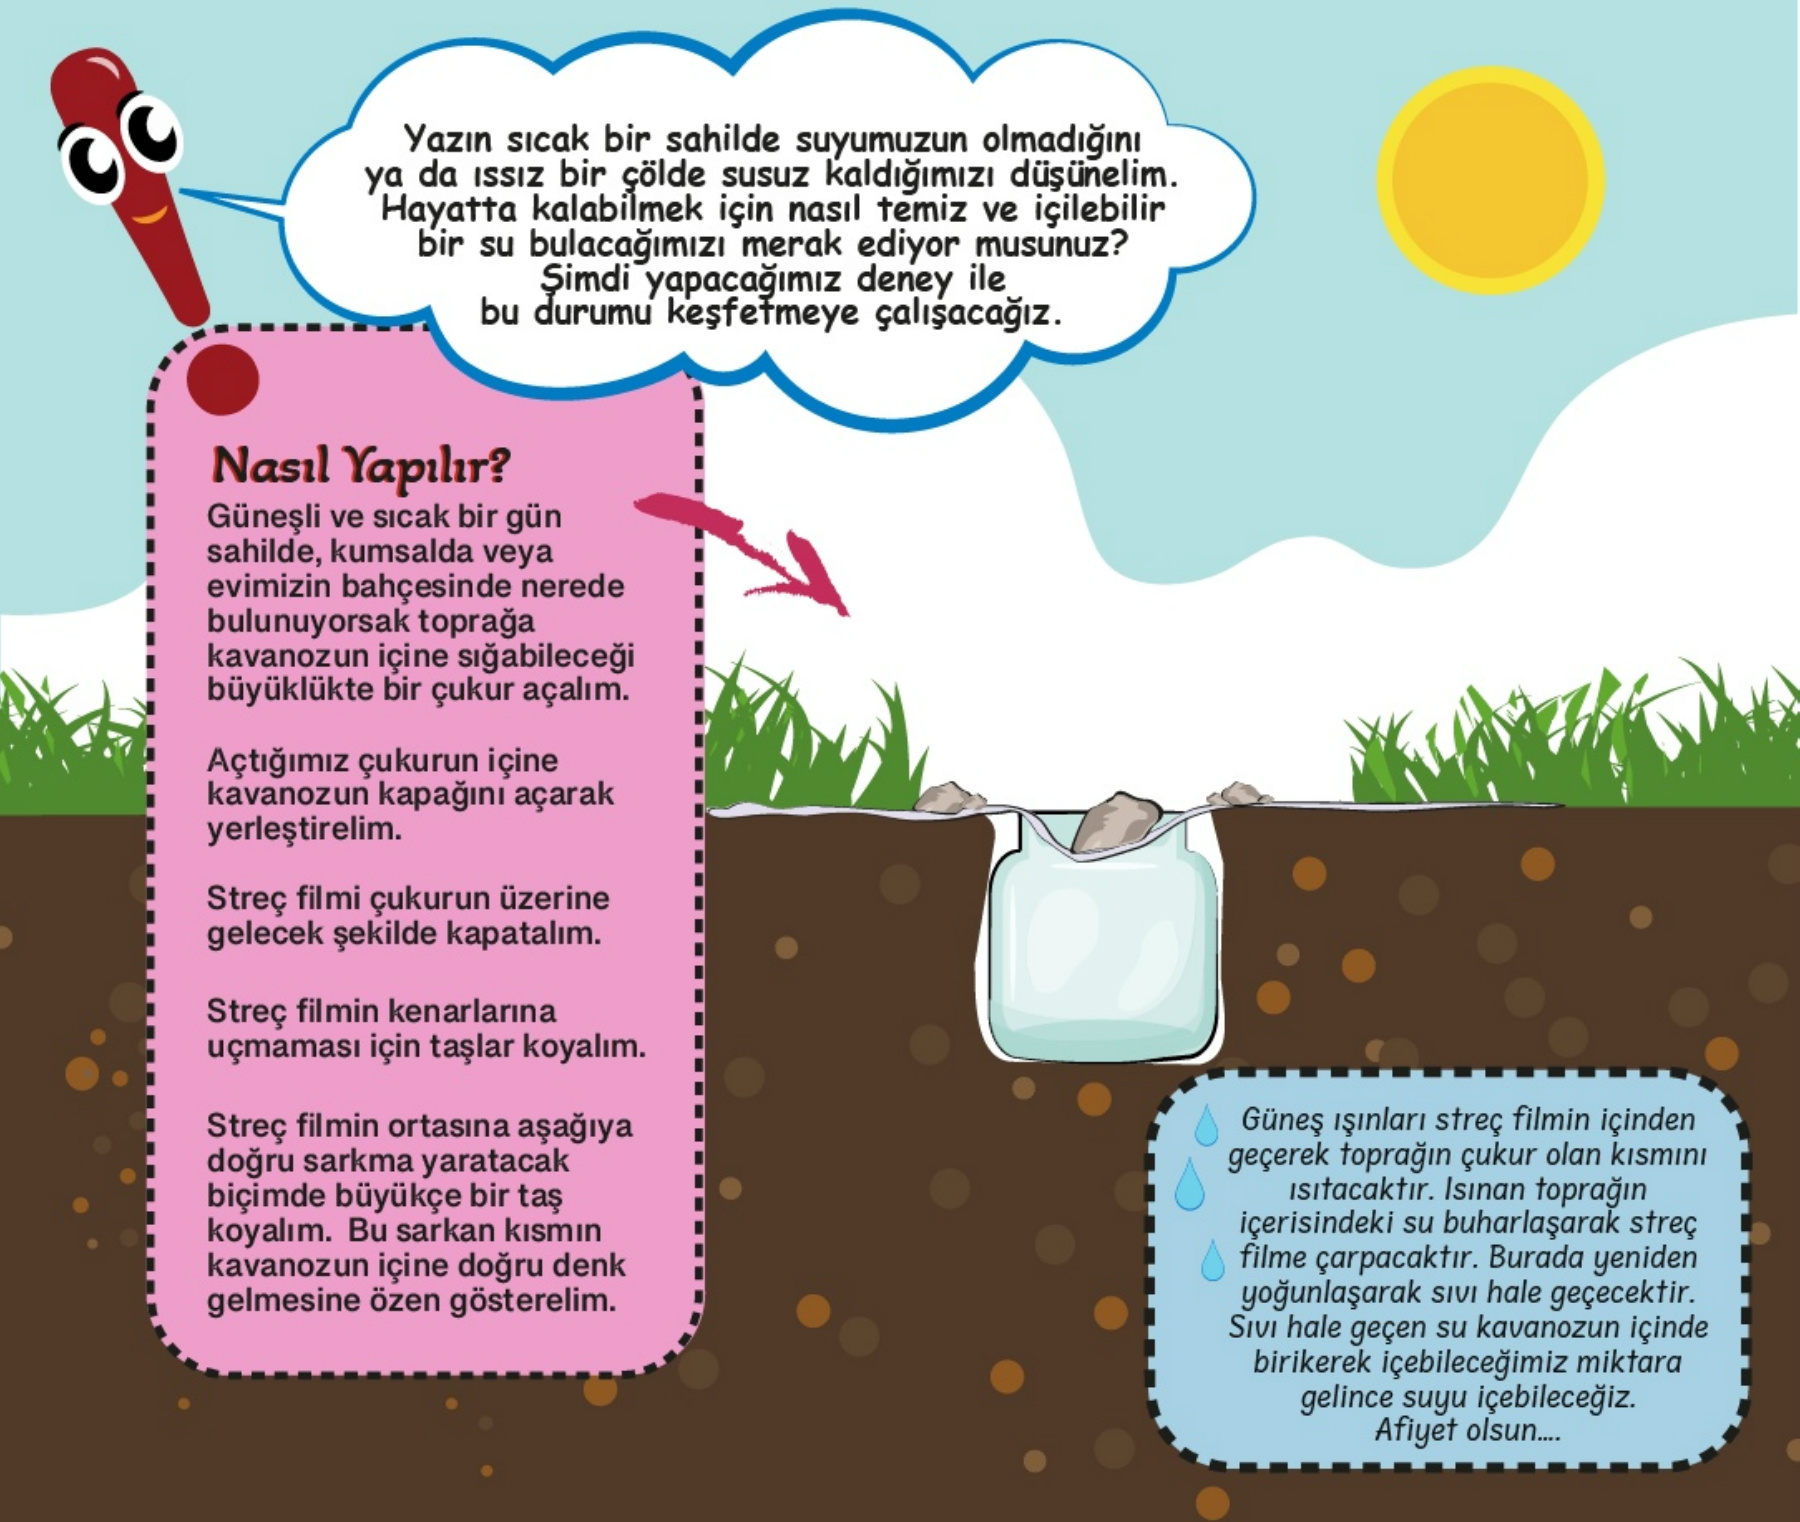 Yazın sıcak bir sahilde suyumuzun olmadığını
ya da ıssız bir çölde susuz kaldığımızı düşünelim.
Hayatta kalabilmek için nasıl temiz ve içilebilir
bir su bulacağımızı merak ediyor musunuz?
Şimdi yapacağımız deney ile
bu durumu keşfetmeye çalışacağız.
Nasıl Yapılır?
Güneşli ve sıcak bir gün
sahilde, kumsalda veya
evimizin bahçesinde nerede
bulunuyorsak toprağa
kavanozun içine sığabileceği
büyüklükte bir çukur açalım.
Açtığımız çukurun içine
kavanozun kapağını açarak
yerleştirelim.
Streç filmi çukurun üzerine
gelecek şekilde kapatalım.
Streç filmin kenarlarına
uçmaması için taşlar koyalım.
Streç filmin ortasına aşağıya
doğru sarkma yaratacak
biçimde büyükçe bir taş
koyalım. Bu sarkan kısmın
kavanozun içine doğru denk
gelmesine özen gösterelim.
Güneş ışınları streç filmin içinden
geçerek toprağın çukur olan kısmını
ısıtacaktır. Isınan toprağın
içerisindeki su buharlaşarak streç
filme çarpacaktır. Burada yeniden
yoğunlaşarak sıvı hale geçecektir.
Sıvı hale geçen su kavanozun içinde
birikerek içebileceğimiz miktara
gelince suyu içebileceğiz.
Afiyet olsun....